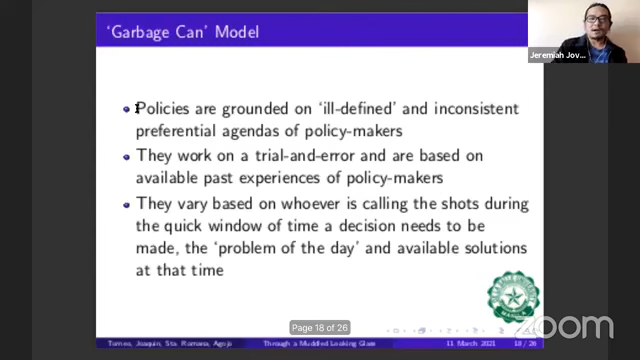 'Garbage Can' Model
Jeremiah Jov...
Policies are grounded on 'ill-defined' and inconsistent
preferential agendas of policy-makers
They work on a trial-and-error and are based on
available past experiences of policy-makers
They vary based on whoever is calling the shots during
the quick window of time a decision needs to be
made, the 'problem of the day' and available solutions
at that time
Page 18 of 26
zoom
Torneo, Joaquin, Sta. Romana, Agojo
Through a Muddled Looking Glass
11 March 2021
18 / 26